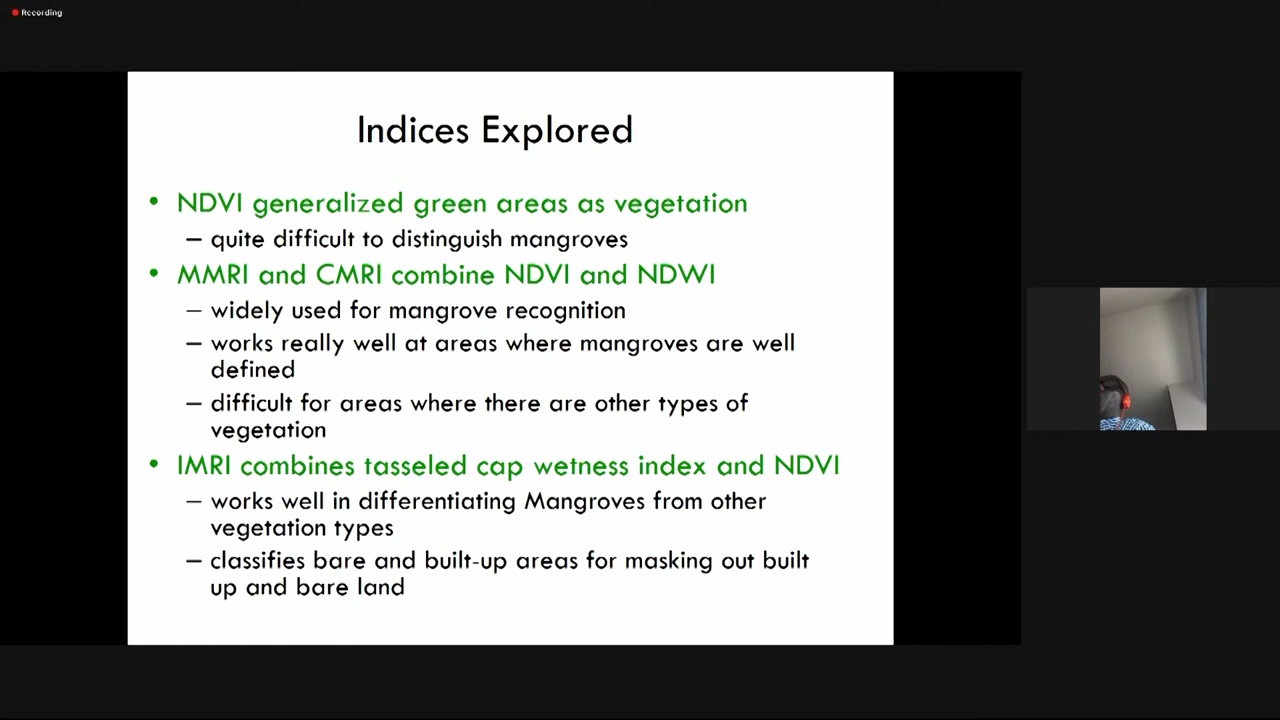 Recording
Indices Explored
• NDVI generalized green areas as vegetation
– quite difficult to distinguish mangroves
• MMRI and CMRI combine NDVI and NDWI
– widely used for mangrove recognition
– works really well at areas where mangroves are well
defined
– difficult for areas where there are other types of
vegetation
• IMRI combines tasseled cap wetness index and NDVI
– works well in differentiating Mangroves from other
vegetation types
– classifies bare and built-up areas for masking out built
up and bare land